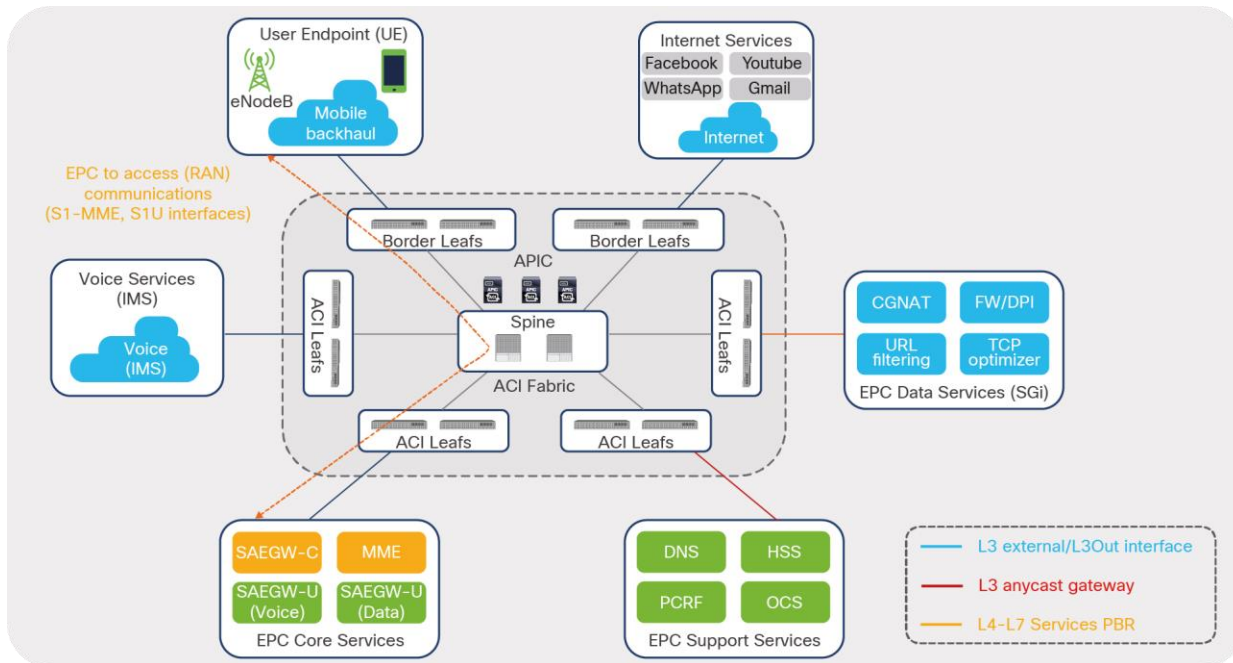 User Endpoint (UE)
eNodeB
Mobile
backhaul
Internet Services
Facebook
Youtube
WhatsApp
Gmail
Internet
EPC to access (RAN)
communications
(S1-MME, S1U interfaces)
Border Leafs
Border Leafs
APIC
APIC
APIC
APIC
Voice Services
(IMS)
Voice
(IMS)
ACI Leafs
Spine
ACI Fabric
ACI Leafs
CGNAT
FW/DPI
URL
filtering
TCP
optimizer
EPC Data Services (SGi)
ACI Leafs
ACI Leafs
SAEGW-C
MME
SAEGW-U
(Voice)
SAEGW-U
(Data)
EPC Core Services
DNS
HSS
PCRF
OCS
EPC Support Services
L3 external/L3Out interface
L3 anycast gateway
L4-L7 Services PBR